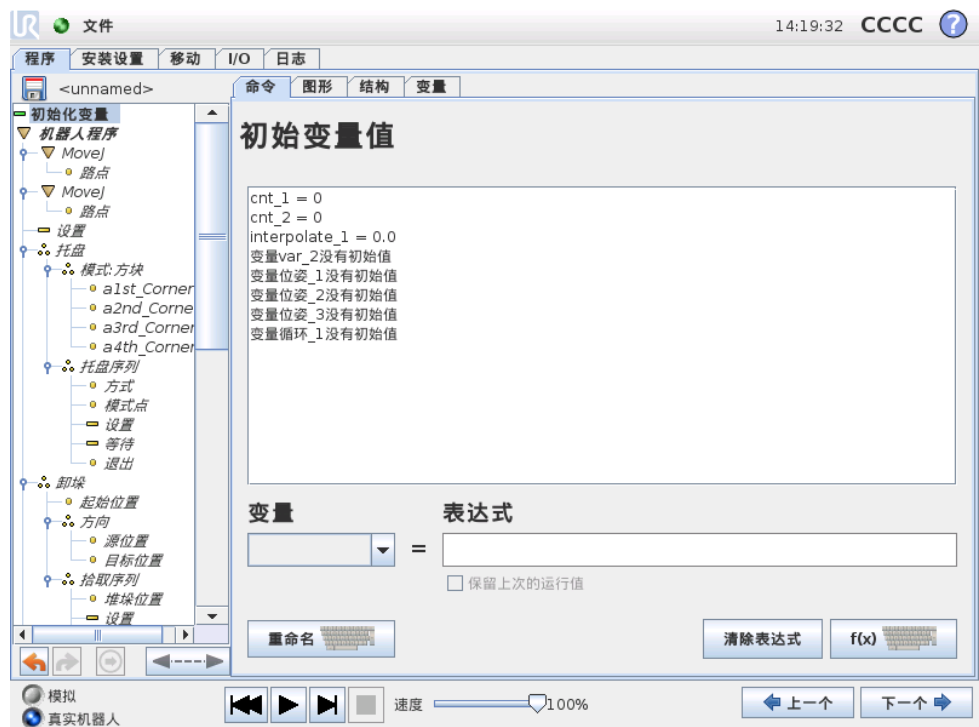 UR 文件 14:19:32 CCCC ?
程序 安装设置 移动 I/O 日志
<unnamed>
命令 图形 结构 变量
初始化变量
机器人程序
MoveJ
路点
MoveJ
路点
设置
托盘
模式:方块
a1st_Corner
a2nd_Corne
a3rd_Corner
a4th_Corner
托盘序列
方式
模式点
设置
等待
退出
卸垛
起始位置
方向
源位置
目标位置
拾取序列
堆垛位置
设置
初始变量值
cnt_1 = 0
cnt_2 = 0
interpolate_1 = 0.0
变量var_2没有初始值
变量位姿_1没有初始值
变量位姿_2没有初始值
变量位姿_3没有初始值
变量循环_1没有初始值
变量 表达式
=
保留上次的运行值
重命名 清除表达式 f(x)
模拟
真实机器人
速度 100%
上一个 下一个